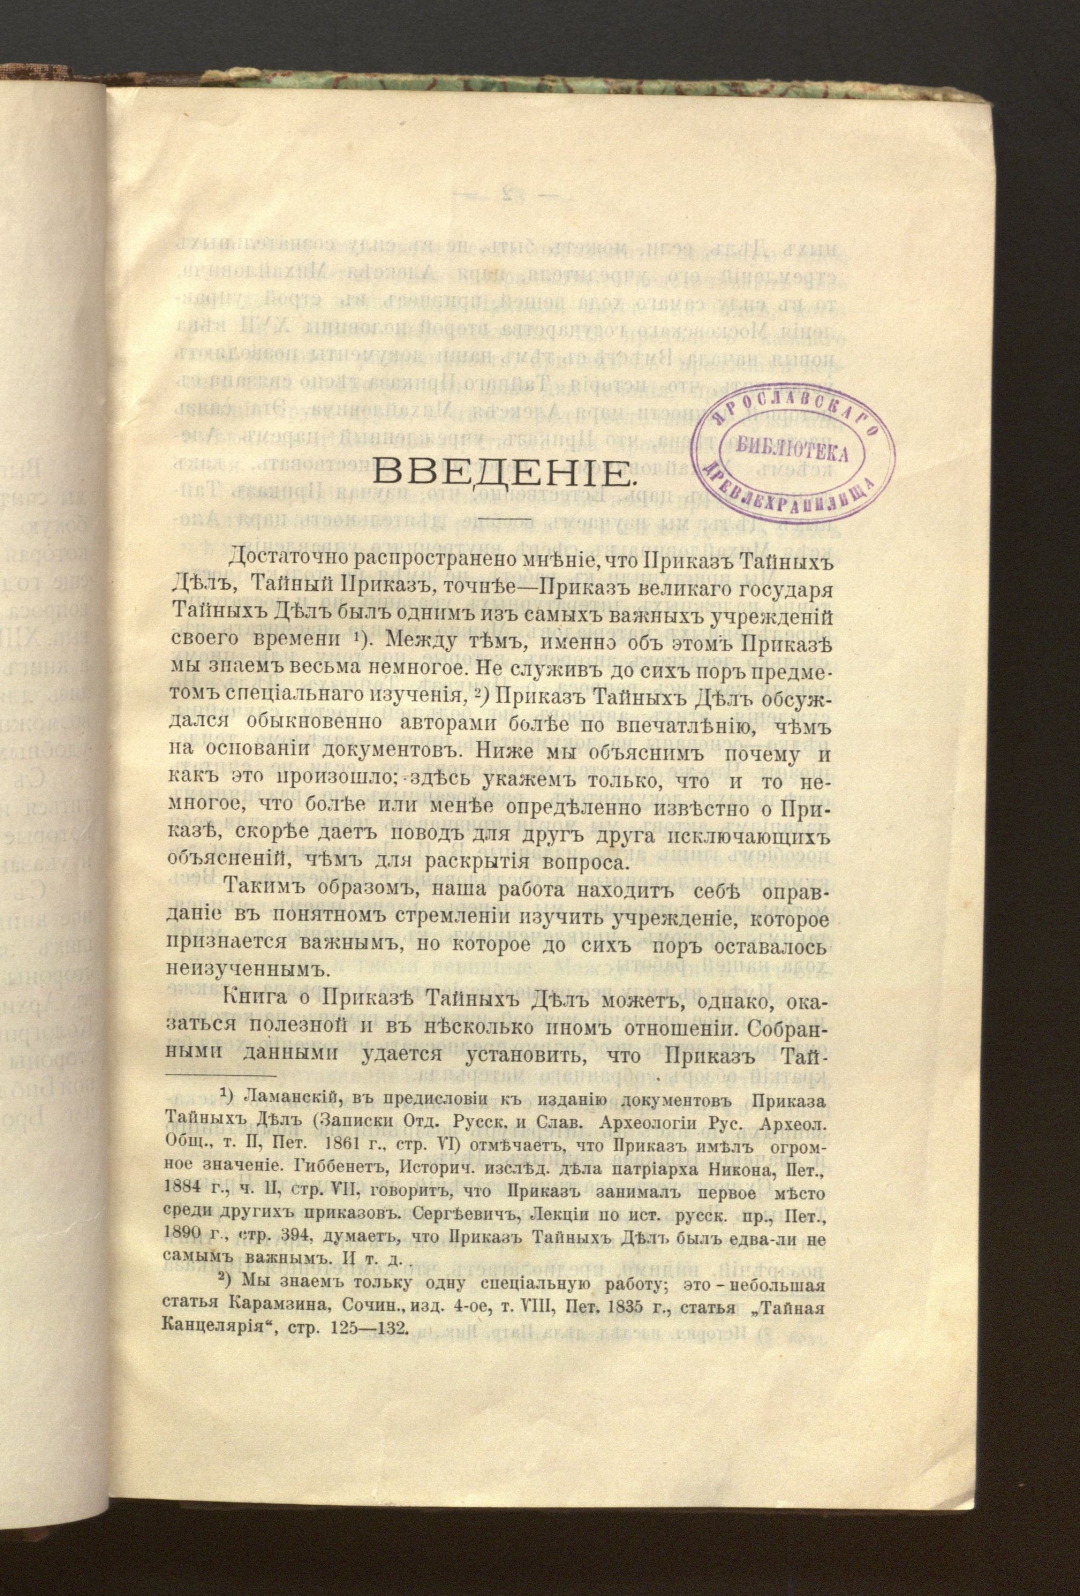 ЯРОСЛАВСКАГО
БИБЛІОТЕКА
ДРЕВЛЕХРАНИЛИЩА
ВВЕДЕНІЕ.
Достаточно распространено мнѣніе, что Приказъ Тайныхъ
Дѣлъ, Тайный Приказъ, точнѣе—Приказъ великаго государя
Тайныхъ Дѣлъ былъ однимъ изъ самыхъ важныхъ учрежденій
своего времени ¹). Между тѣмъ, именно объ этомъ Приказѣ
мы знаемъ весьма немногое. Не служивъ до сихъ поръ предме-
томъ спеціальнаго изученія, ²) Приказъ Тайныхъ Дѣлъ обсуж-
дался обыкновенно авторами болѣе по впечатлѣнію, чѣмъ
на основаніи документовъ. Ниже мы объяснимъ почему и
какъ это произошло; здѣсь укажемъ только, что и то не-
многое, что болѣе или менѣе опредѣленно извѣстно о При-
казѣ, скорѣе даетъ поводъ для другъ друга исключающихъ
объясненій, чѣмъ для раскрытія вопроса.
Такимъ образомъ, наша работа находитъ себѣ оправ-
даніе въ понятномъ стремленіи изучить учрежденіе, которое
признается важнымъ, но которое до сихъ поръ оставалось
неизученнымъ.
Книга о Приказѣ Тайныхъ Дѣлъ можетъ, однако, ока-
заться полезной и въ нѣсколько иномъ отношеніи. Собран-
ными данными удается установить, что Приказъ Тай-
¹) Ламанскій, въ предисловіи къ изданію документовъ Приказа
Тайныхъ Дѣлъ (Записки Отд. Русск. и Слав. Археологіи Рус. Археол.
Общ., т. II, Пет. 1861 г., стр. VI) отмѣчаетъ, что Приказъ имѣлъ огром-
ное значеніе. Гиббенетъ, Историч. изслѣд. дѣла патріарха Никона, Пет.,
1884 г., ч. II, стр. VII, говоритъ, что Приказъ занималъ первое мѣсто
среди другихъ приказовъ. Сергѣевичъ, Лекціи по ист. русск. пр., Пет.,
1890 г., стр. 394, думаетъ, что Приказъ Тайныхъ Дѣлъ былъ едва-ли не
самымъ важнымъ. И т. д.
²) Мы знаемъ тольку одну спеціальную работу; это – небольшая
статья Карамзина, Сочин., изд. 4-ое, т. VIII, Пет. 1835 г., статья „Тайная
Канцелярія“, стр. 125—132.